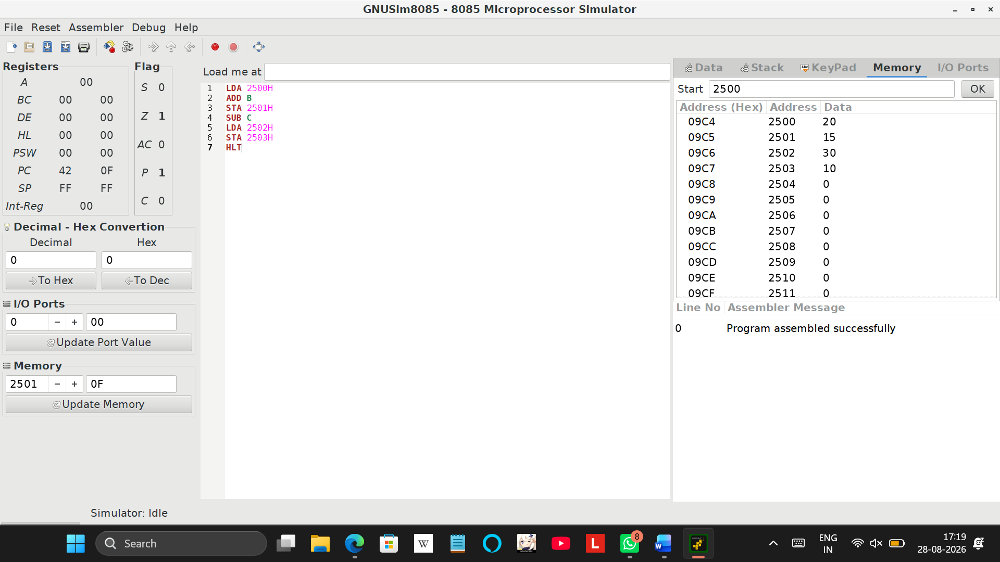 GNUSim8085 - 8085 Microprocessor Simulator
File Reset Assembler Debug Help
Registers
A 00
BC 00 00
DE 00 00
HL 00 00
PSW 00 00
PC 42 0F
SP FF FF
Int-Reg 00
Flag
S 0
Z 1
AC 0
P 1
C 0
Decimal - Hex Convertion
Decimal Hex
0 0
To Hex To Dec
I/O Ports
0 − + 00
Update Port Value
Memory
2501 − + 0F
Update Memory
Load me at
1 LDA 2500H
2 ADD B
3 STA 2501H
4 SUB C
5 LDA 2502H
6 STA 2503H
7 HLT
Data Stack Abc KeyPad Memory I/O Ports
Start 2500 OK
Address (Hex) Address Data
09C4 2500 20
09C5 2501 15
09C6 2502 30
09C7 2503 10
09C8 2504 0
09C9 2505 0
09CA 2506 0
09CB 2507 0
09CC 2508 0
09CD 2509 0
09CE 2510 0
09CF 2511 0
Line No Assembler Message
0 Program assembled successfully
Simulator: Idle
Search
W
L
8
W
ENG
IN
17:19
28-08-2026